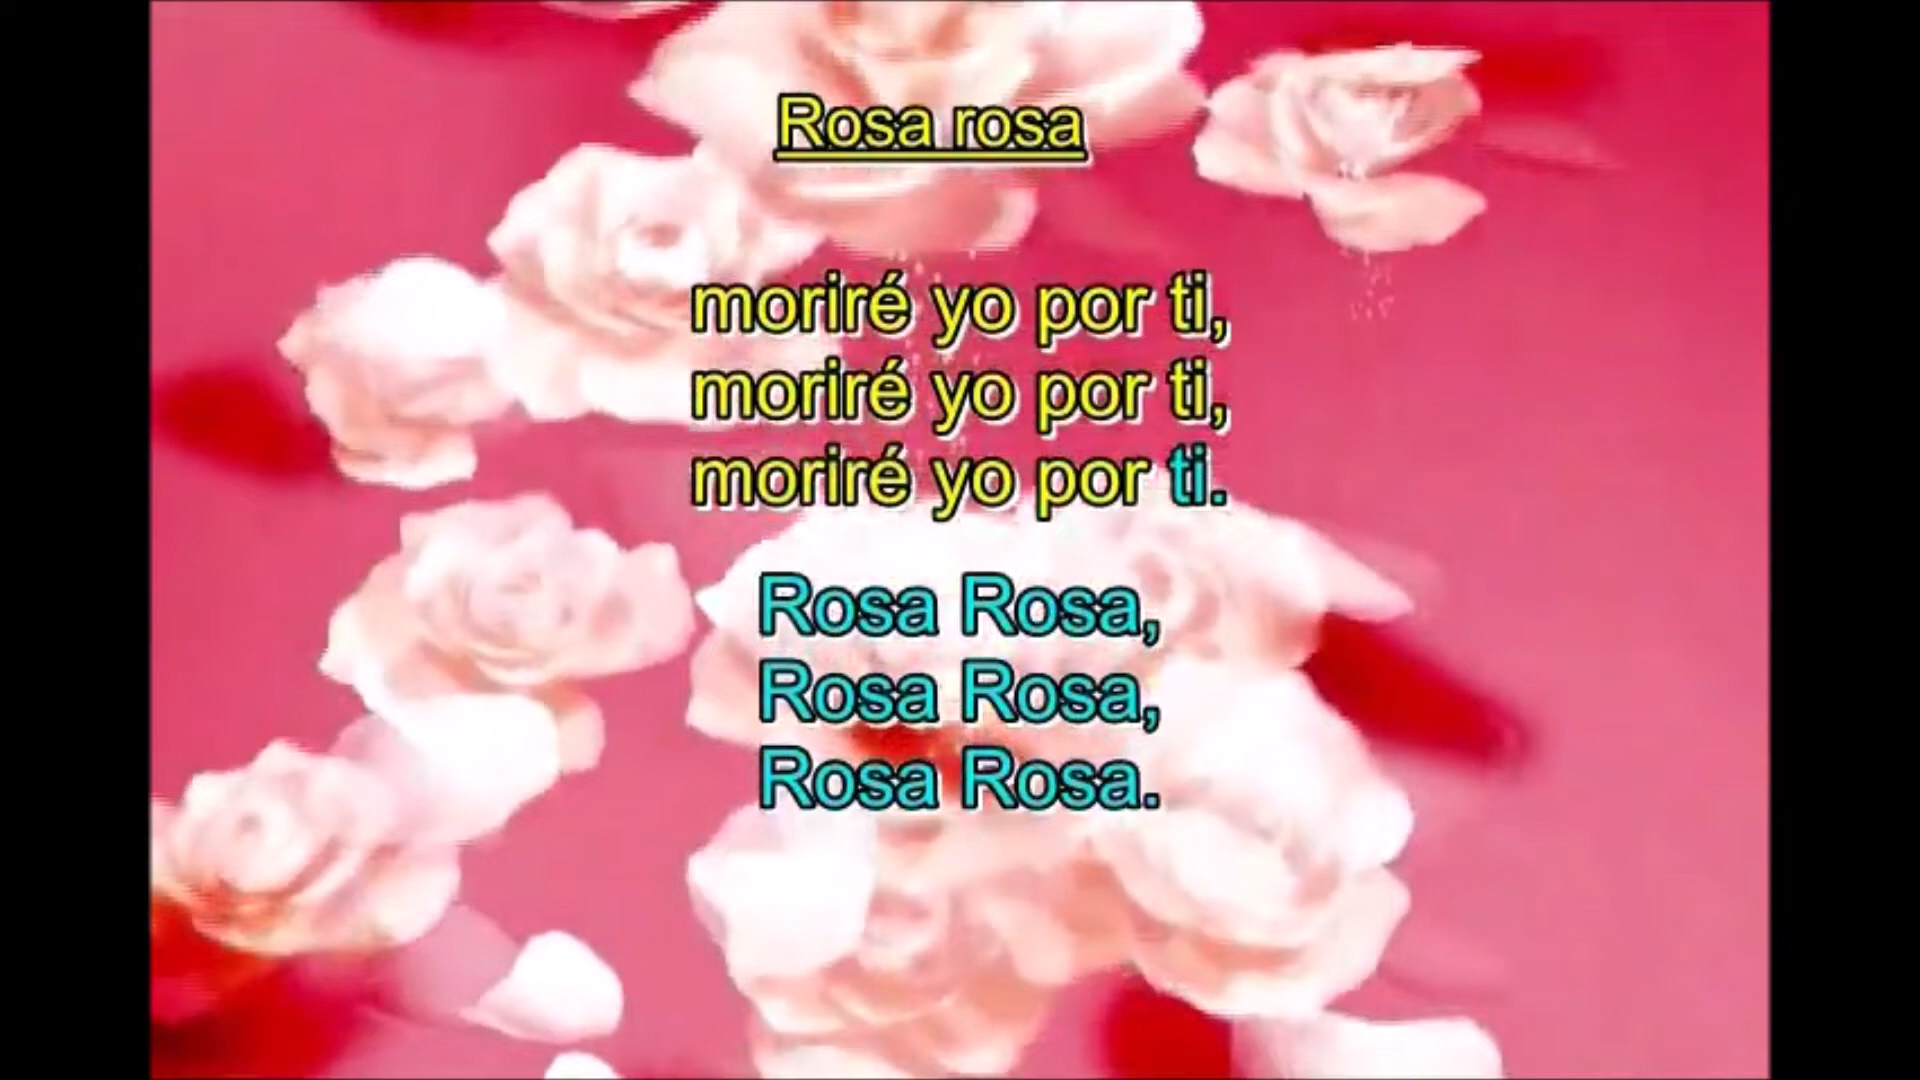 Rosa rosa
moriré yo por ti,
moriré yo por ti,
moriré yo por ti.
Rosa Rosa,
Rosa Rosa,
Rosa Rosa.